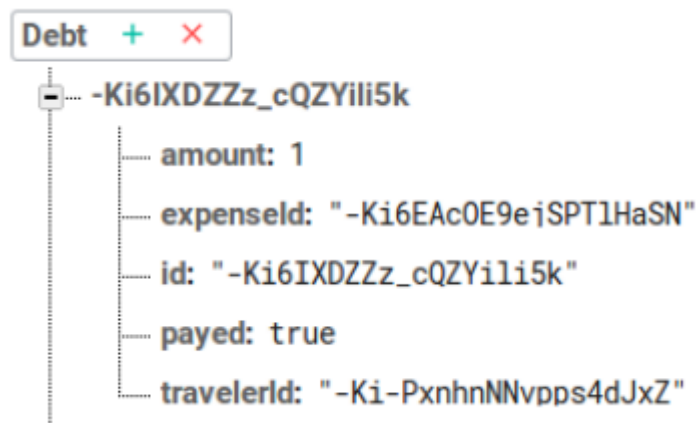 Debt + ×
-Ki6IXDZZz_cQZYili5k
amount: 1
expenseId: "-Ki6EAcOE9ejSPTlHaSN"
id: "-Ki6IXDZZz_cQZYili5k"
payed: true
travelerId: "-Ki-PxnhnNNvpps4dJxZ"